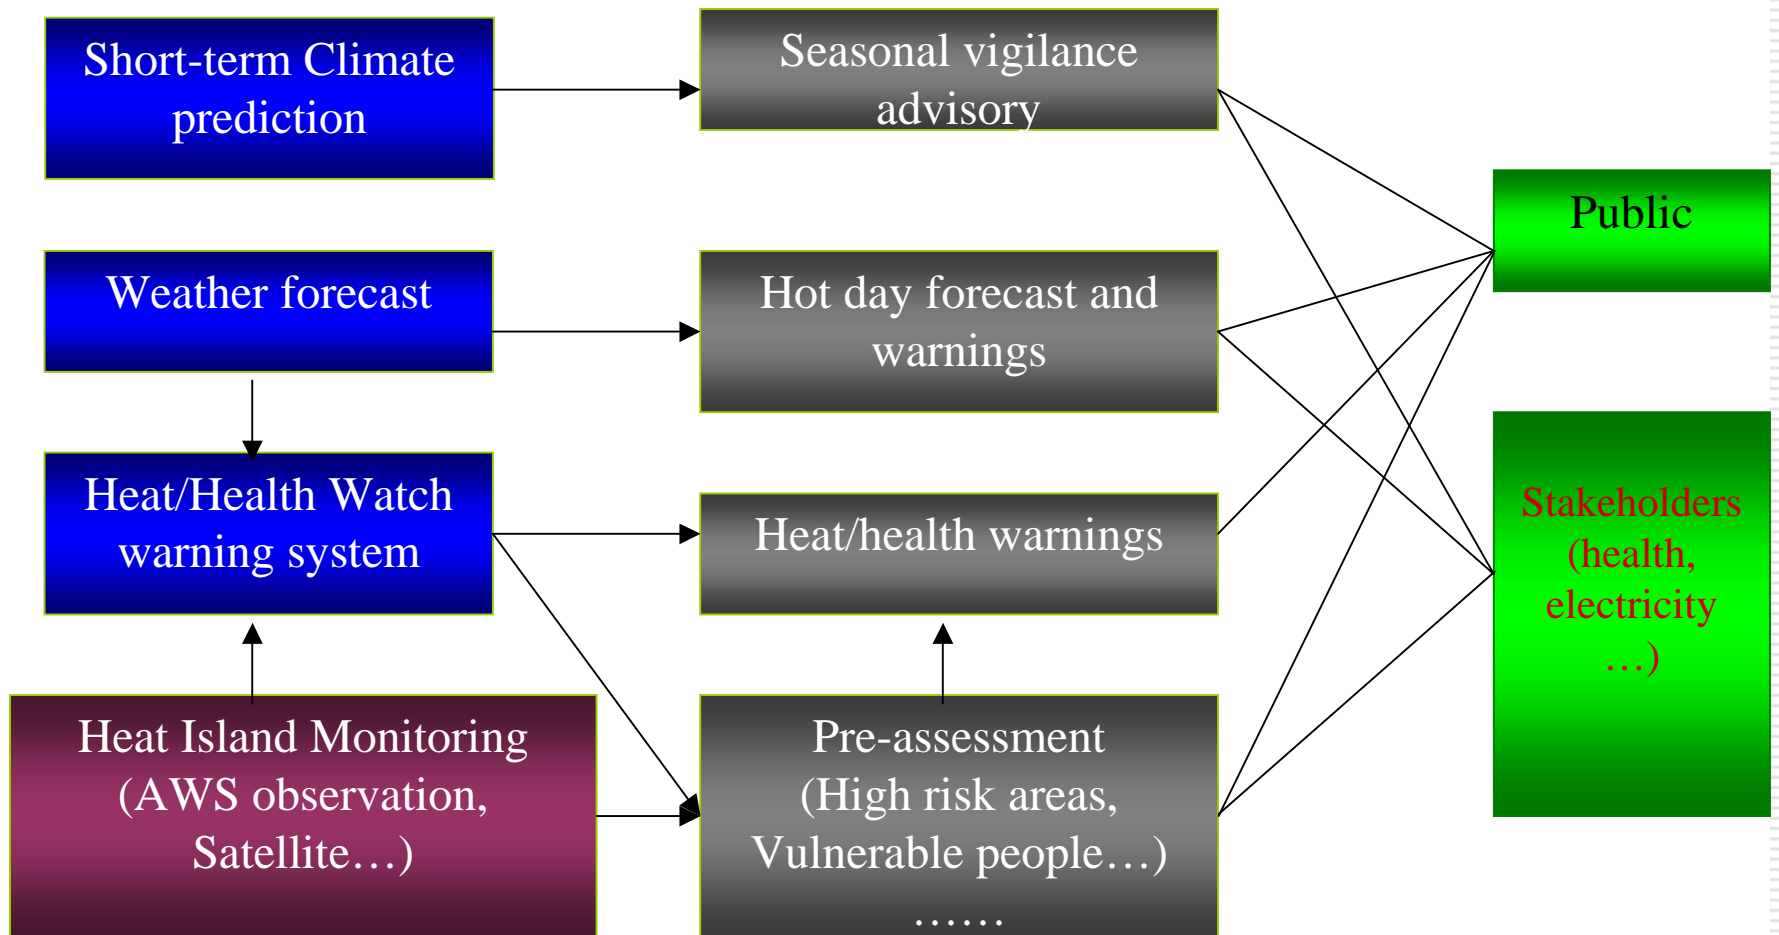 Short-term Climate
prediction
Seasonal vigilance
advisory
Public
Weather forecast
Hot day forecast and
warnings
Heat/Health Watch
warning system
Heat/health warnings
Stakeholders
(health,
electricity
…)
Heat Island Monitoring
(AWS observation,
Satellite…)
Pre-assessment
(High risk areas,
Vulnerable people…)
……